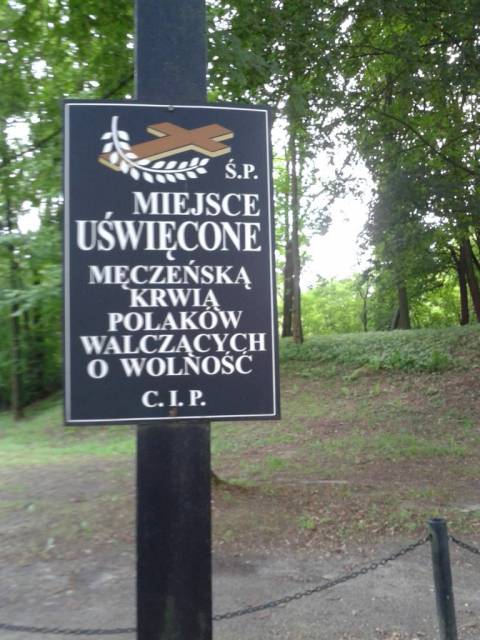 Ś.P.
MIEJSCE
UŚWIĘCONE
MĘCZEŃSKĄ
KRWIĄ
POLAKÓW
WALCZĄCYCH
O WOLNOŚĆ
C.I.P.